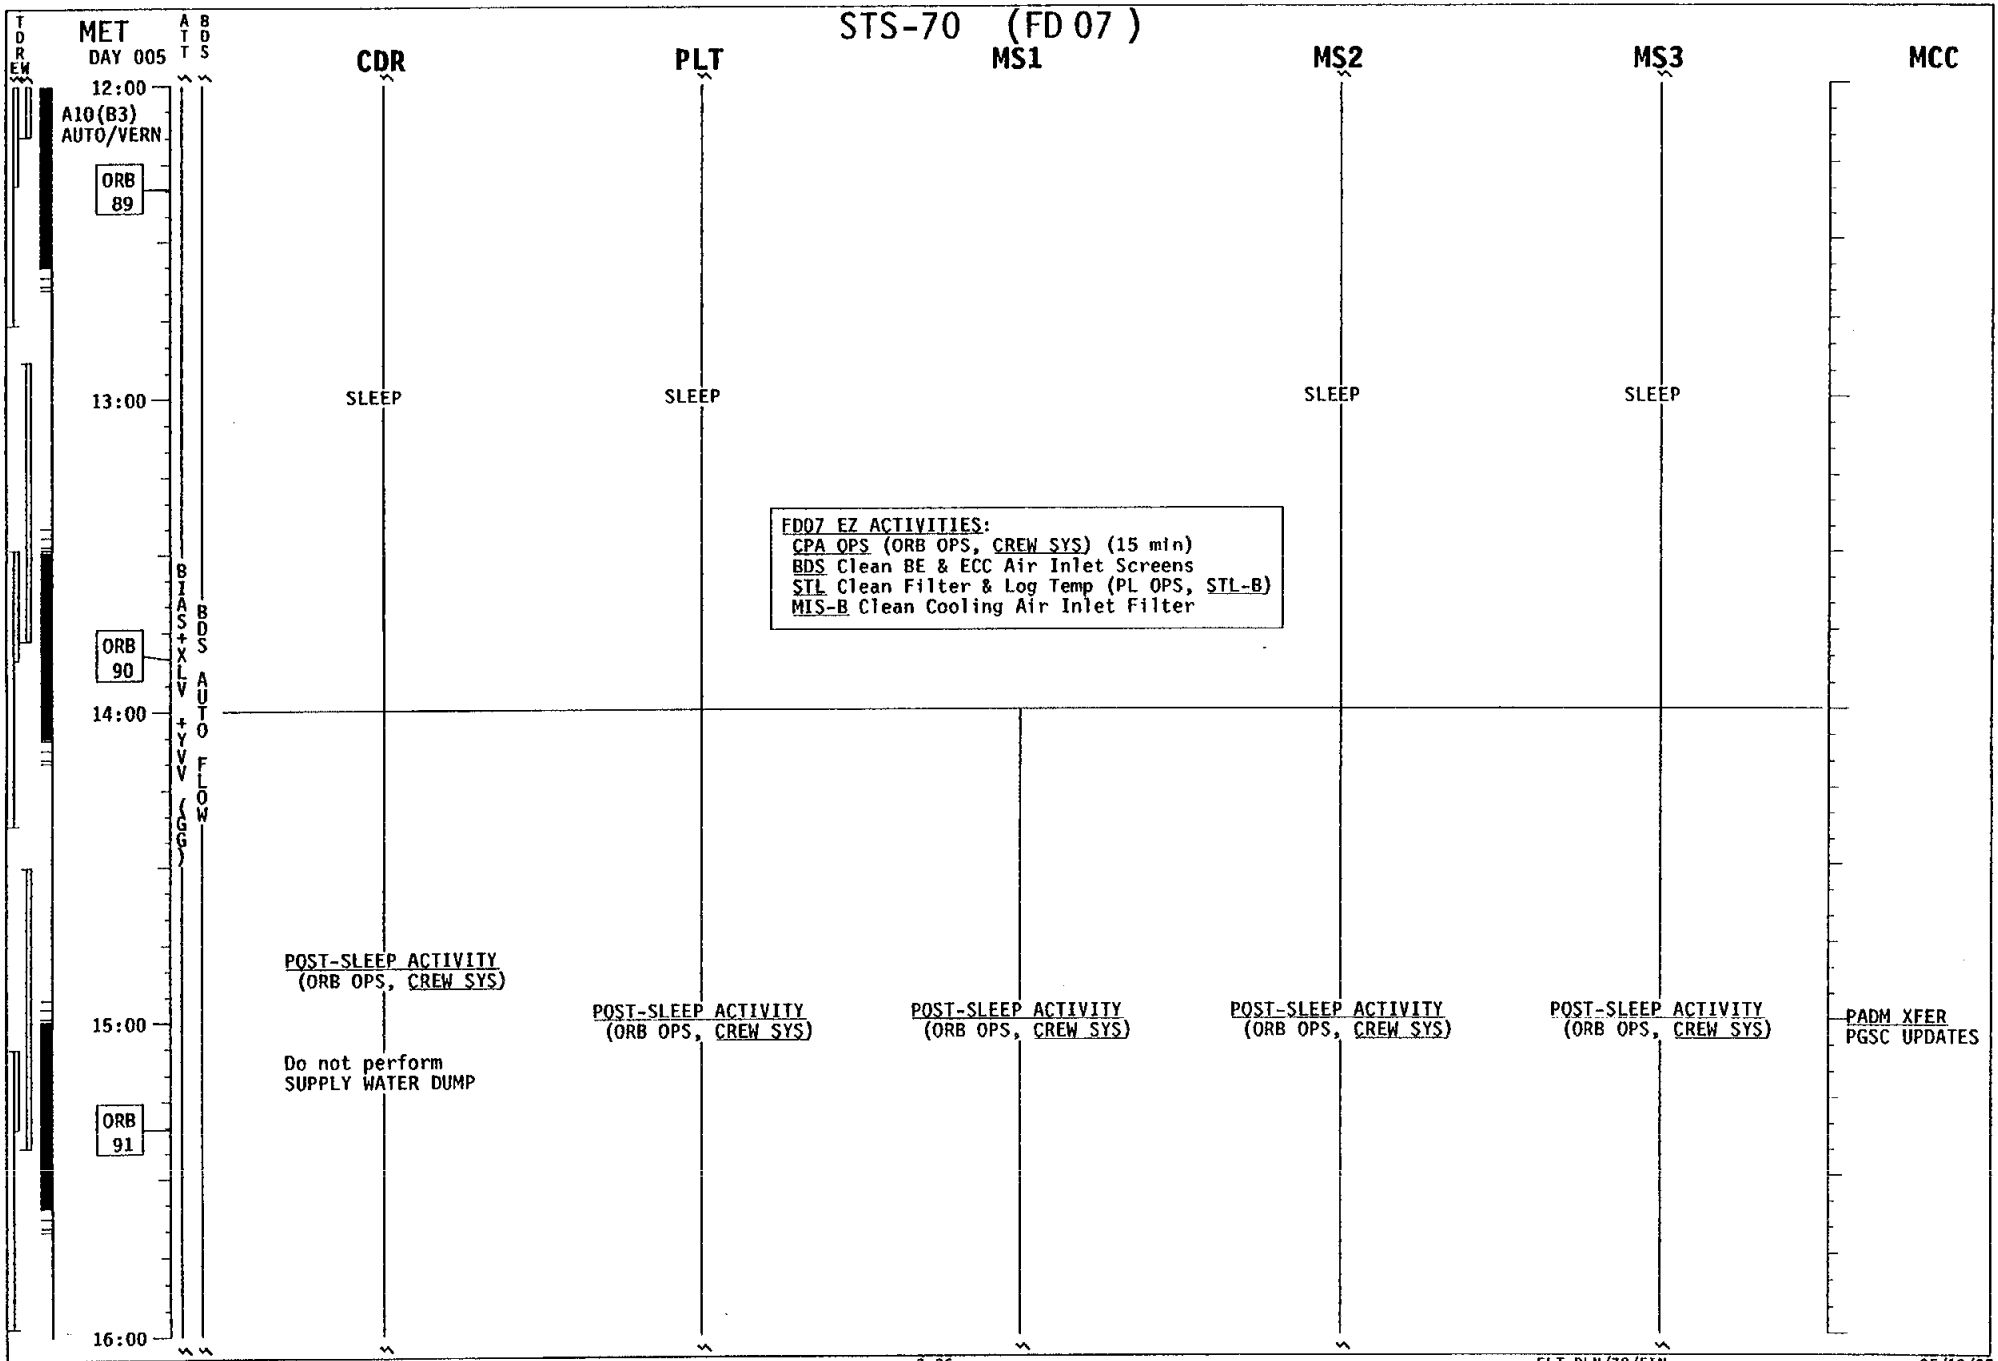 STS-70 (FD 07 )
TDRE W
MET
DAY 005
ATT
BDS
CDR
PLT
MS1
MS2
MS3
MCC
12:00
A10(B3)
AUTO/VERN
ORB
89
13:00
SLEEP
SLEEP
SLEEP
SLEEP
FD07 EZ ACTIVITIES:
CPA OPS (ORB OPS, CREW SYS) (15 min)
BDS Clean BE & ECC Air Inlet Screens
STL Clean Filter & Log Temp (PL OPS, STL-B)
MIS-B Clean Cooling Air Inlet Filter
BIAS+XLV +YVV (GG)
BDS AUTO FLOW
ORB
90
14:00
POST-SLEEP ACTIVITY
(ORB OPS, CREW SYS)
15:00
POST-SLEEP ACTIVITY
(ORB OPS, CREW SYS)
POST-SLEEP ACTIVITY
(ORB OPS, CREW SYS)
POST-SLEEP ACTIVITY
(ORB OPS, CREW SYS)
POST-SLEEP ACTIVITY
(ORB OPS, CREW SYS)
PADM XFER
PGSC UPDATES
Do not perform
SUPPLY WATER DUMP
ORB
91
16:00